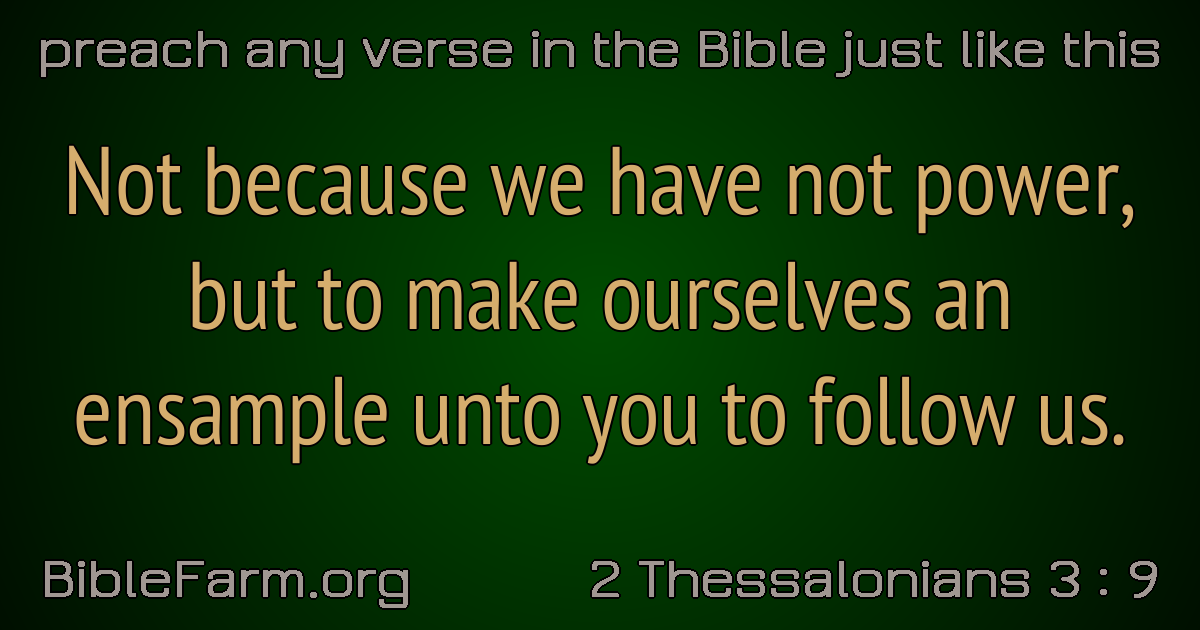 preach any verse in the Bible just like this
Not because we have not power,
but to make ourselves an
ensample unto you to follow us.
BibleFarm.org
2 Thessalonians 3 : 9